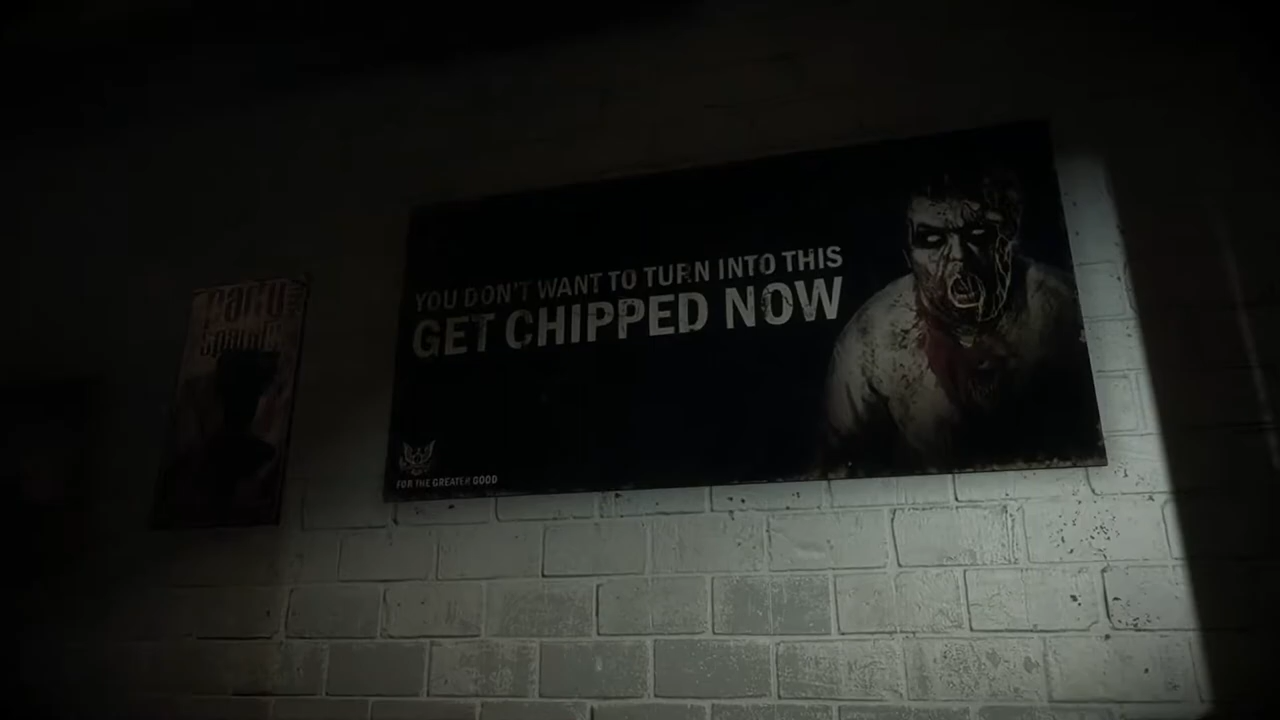 YOU DON'T WANT TO TURN INTO THIS
GET CHIPPED NOW
FOR THE GREATER GOOD